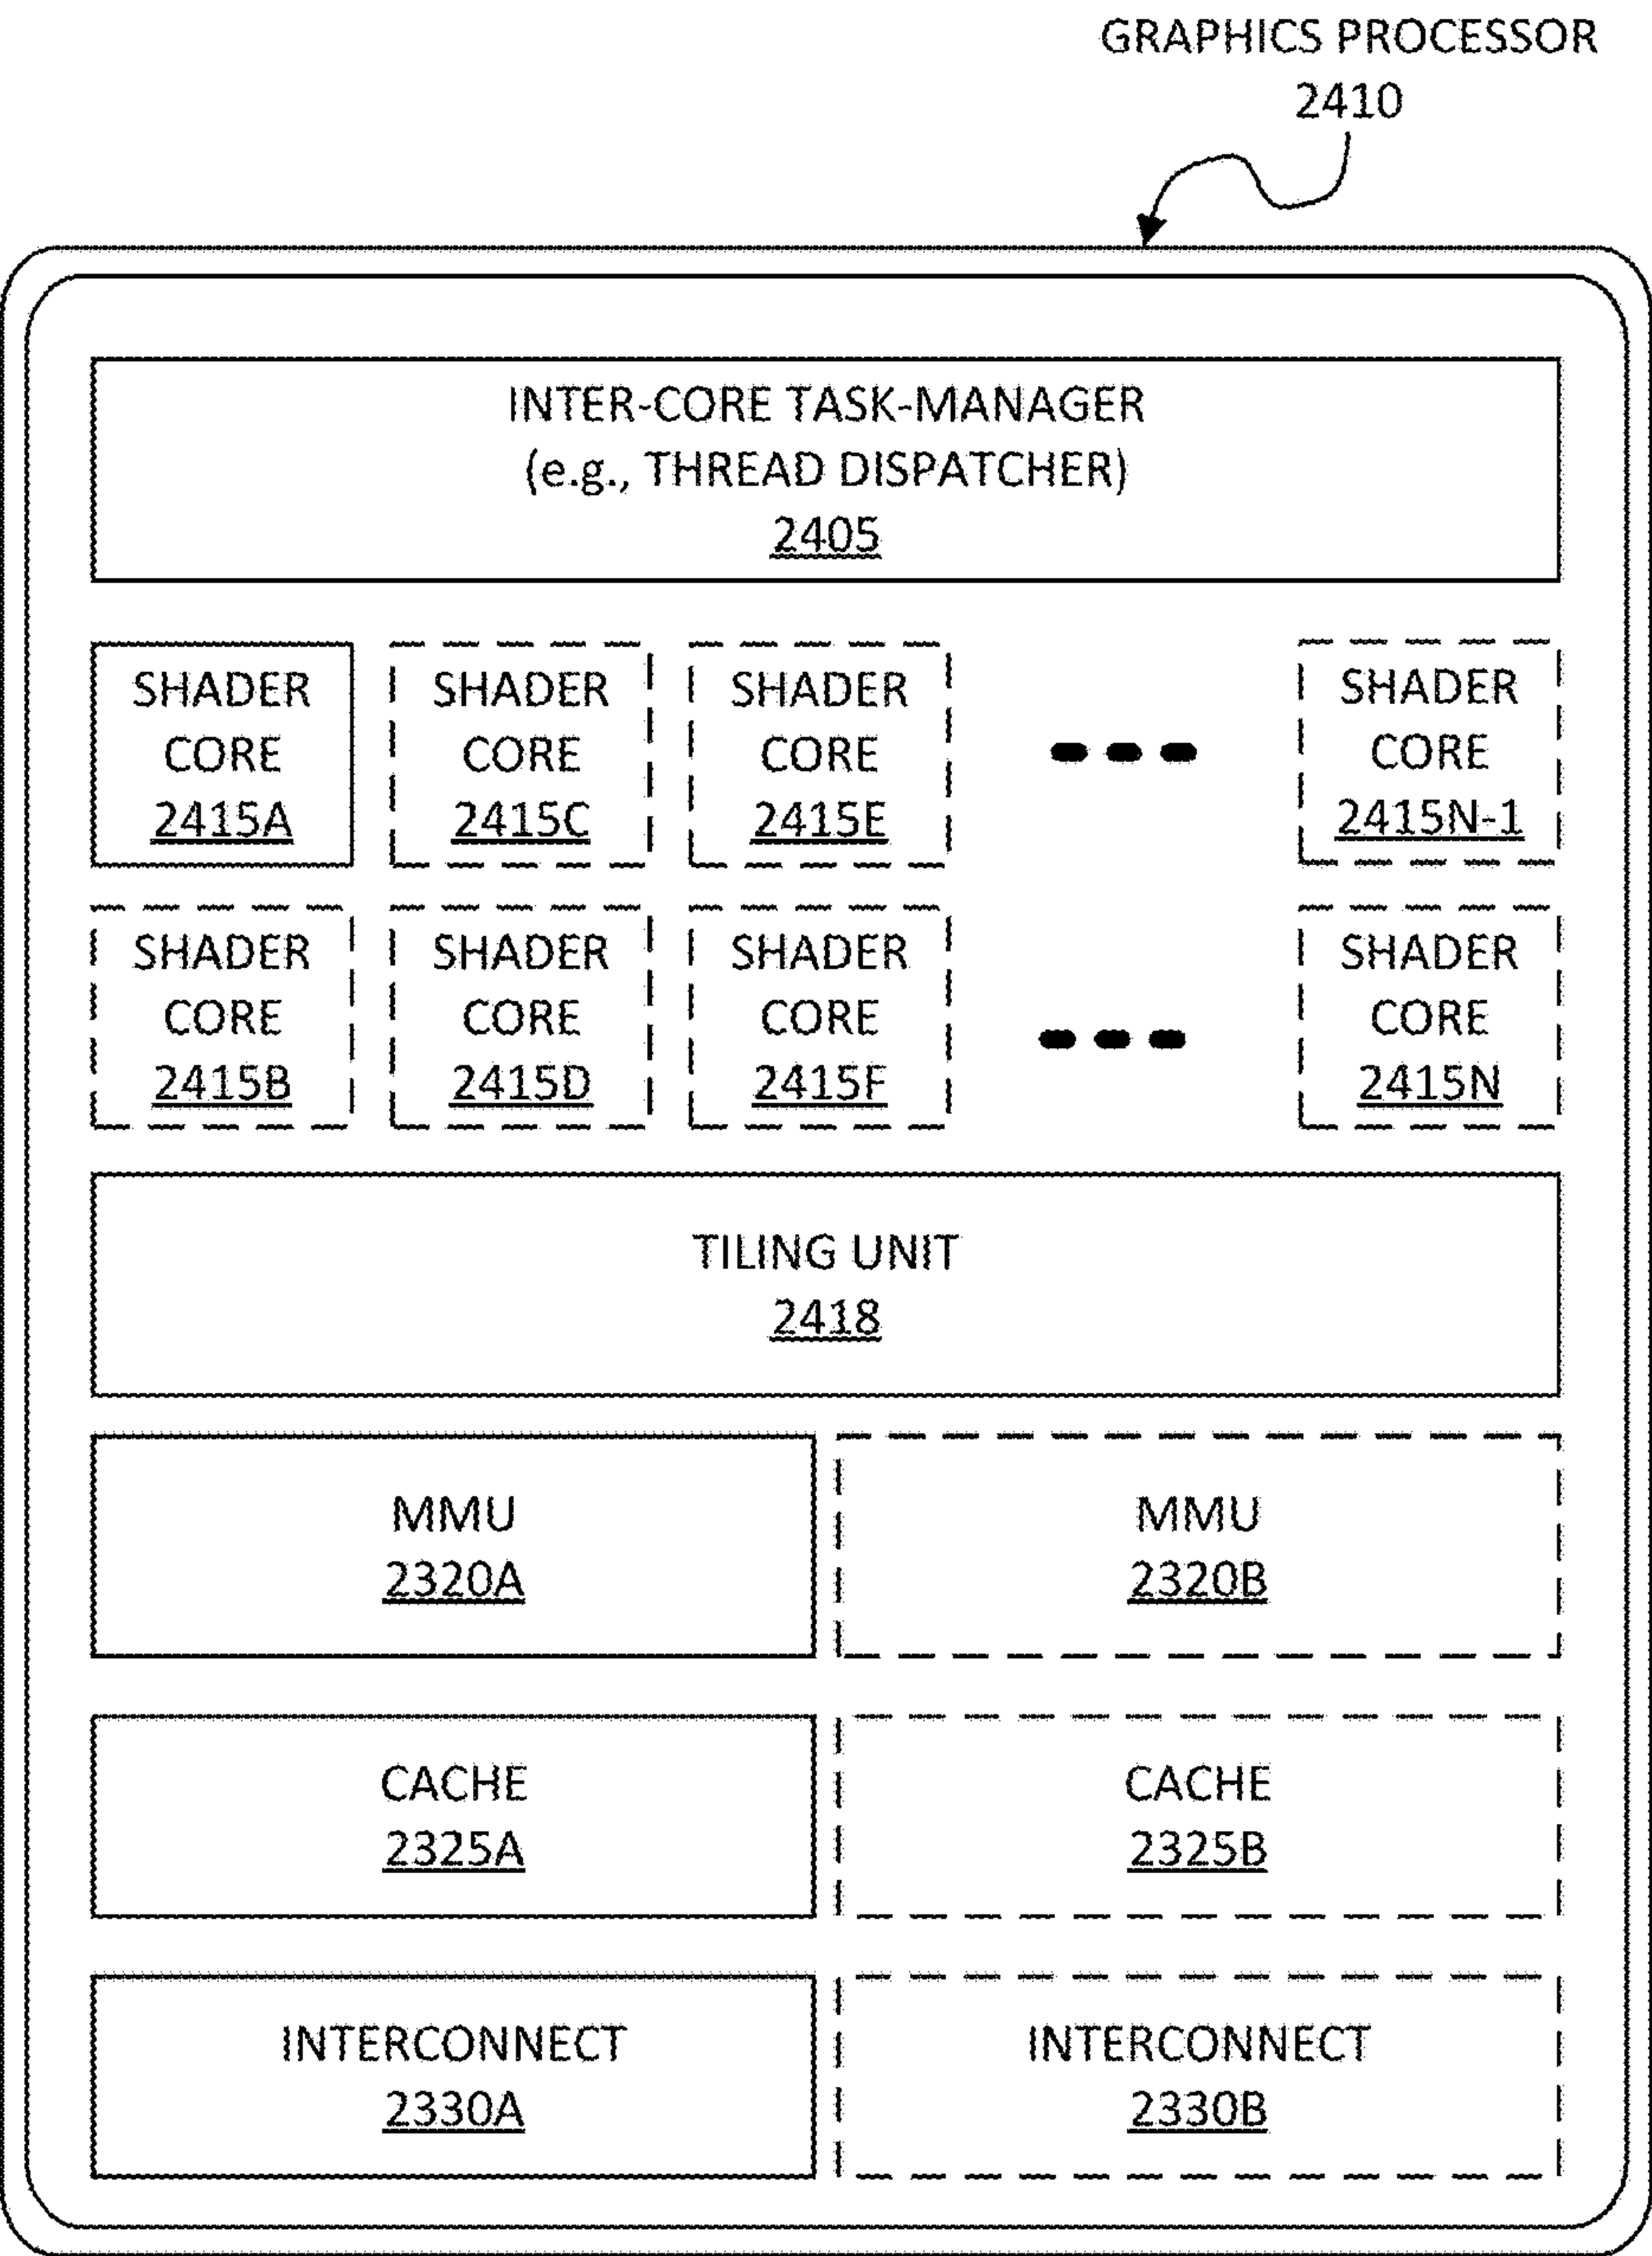 GRAPHICS PROCESSOR
2410
INTER-CORE TASK-MANAGER
(e.g., THREAD DISPATCHER)
2405
SHADER
CORE
2415A
SHADER
CORE
2415C
SHADER
CORE
2415E
SHADER
CORE
2415N-1
SHADER
CORE
2415B
SHADER
CORE
2415D
SHADER
CORE
2415F
SHADER
CORE
2415N
TILING UNIT
2418
MMU
2320A
MMU
2320B
CACHE
2325A
CACHE
2325B
INTERCONNECT
2330A
INTERCONNECT
2330B